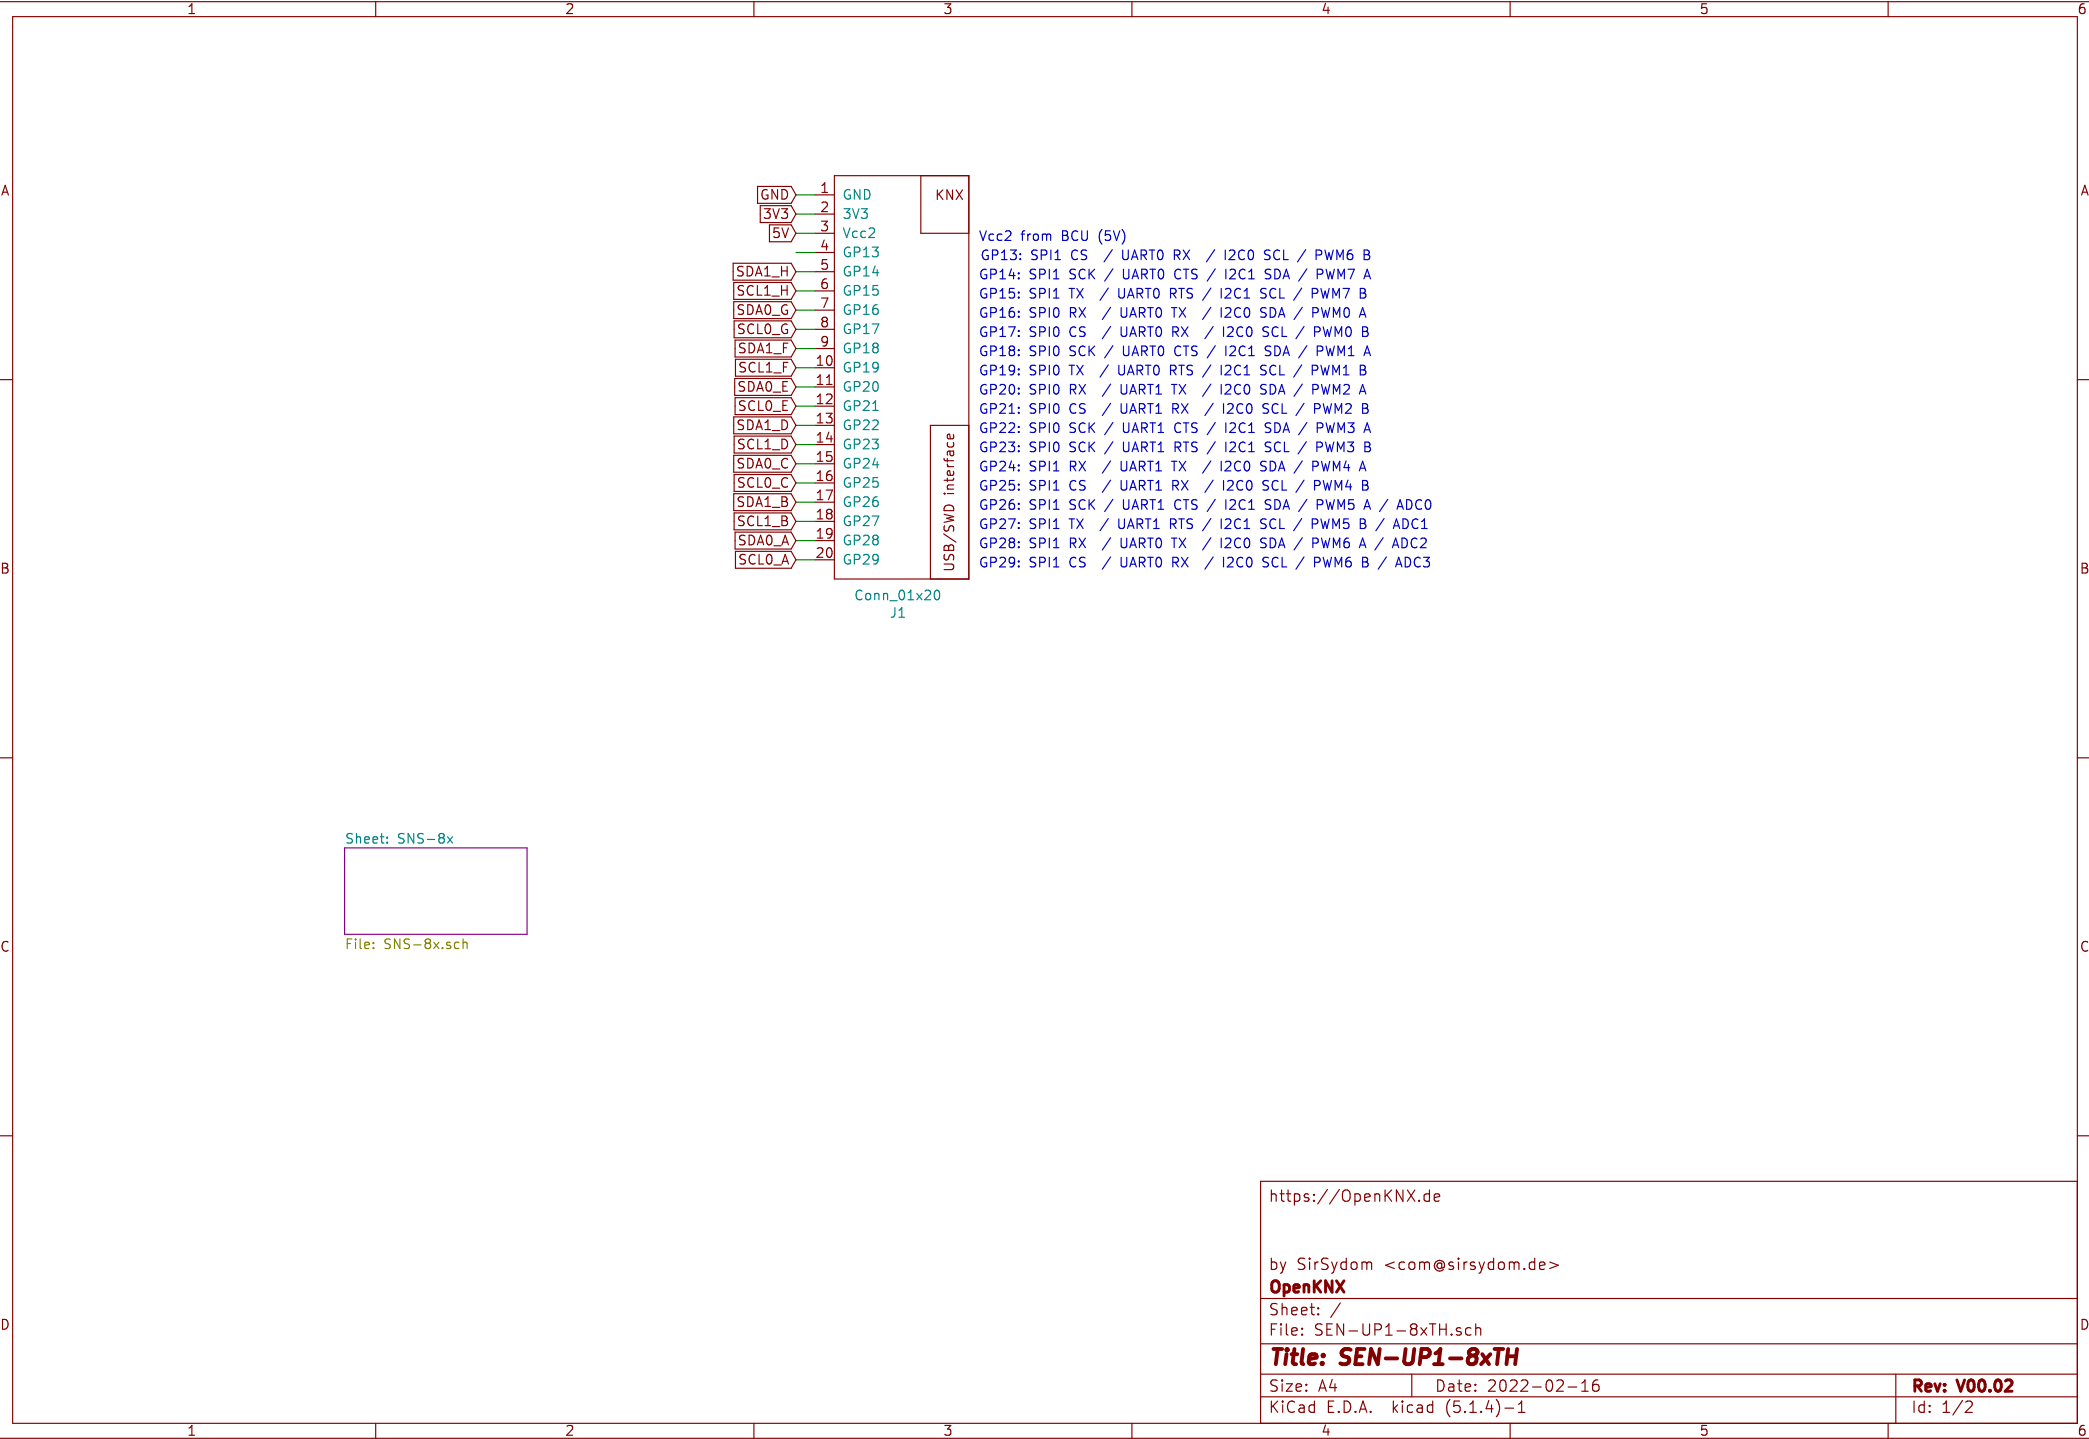 1 2 3 4 5 6
A A
GND 1 GND KNX
3V3 2 3V3
5V 3 Vcc2
Vcc2 from BCU (5V)
4 GP13 GP13: SPI1 CS / UART0 RX / I2C0 SCL / PWM6 B
SDA1_H 5 GP14 GP14: SPI1 SCK / UART0 CTS / I2C1 SDA / PWM7 A
SCL1_H 6 GP15 GP15: SPI1 TX / UART0 RTS / I2C1 SCL / PWM7 B
SDA0_G 7 GP16 GP16: SPI0 RX / UART0 TX / I2C0 SDA / PWM0 A
SCL0_G 8 GP17 GP17: SPI0 CS / UART0 RX / I2C0 SCL / PWM0 B
SDA1_F 9 GP18 GP18: SPI0 SCK / UART0 CTS / I2C1 SDA / PWM1 A
SCL1_F 10 GP19 GP19: SPI0 TX / UART0 RTS / I2C1 SCL / PWM1 B
SDA0_E 11 GP20 GP20: SPI0 RX / UART1 TX / I2C0 SDA / PWM2 A
SCL0_E 12 GP21 GP21: SPI0 CS / UART1 RX / I2C0 SCL / PWM2 B
SDA1_D 13 GP22 GP22: SPI0 SCK / UART1 CTS / I2C1 SDA / PWM3 A
SCL1_D 14 GP23 GP23: SPI0 SCK / UART1 RTS / I2C1 SCL / PWM3 B
SDA0_C 15 GP24 GP24: SPI1 RX / UART1 TX / I2C0 SDA / PWM4 A
SCL0_C 16 GP25 GP25: SPI1 CS / UART1 RX / I2C0 SCL / PWM4 B
SDA1_B 17 GP26 GP26: SPI1 SCK / UART1 CTS / I2C1 SDA / PWM5 A / ADC0
SCL1_B 18 GP27 GP27: SPI1 TX / UART1 RTS / I2C1 SCL / PWM5 B / ADC1
SDA0_A 19 GP28 GP28: SPI1 RX / UART0 TX / I2C0 SDA / PWM6 A / ADC2
SCL0_A 20 GP29 GP29: SPI1 CS / UART0 RX / I2C0 SCL / PWM6 B / ADC3
USB/SWD interface
B B
Conn_01x20
J1
Sheet: SNS-8x
File: SNS-8x.sch
C C
https://OpenKNX.de
by SirSydom <com@sirsydom.de>
OpenKNX
Sheet: /
File: SEN-UP1-8xTH.sch
D D
Title: SEN-UP1-8xTH
Size: A4 Date: 2022-02-16 Rev: V00.02
KiCad E.D.A. kicad (5.1.4)-1 Id: 1/2
1 2 3 4 5 6